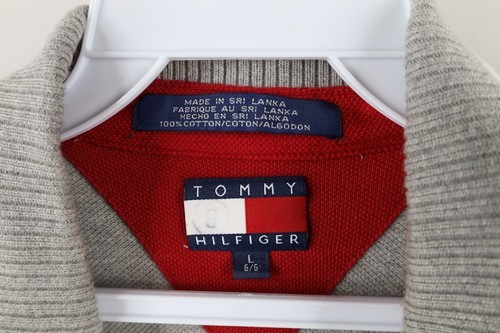 MADE IN SRI LANKA
FABRIQUE AU SRI LANKA
HECHO EN SRI LANKA
100% COTTON/COTON/ALGODON
TOMMY
HILFIGER
L
G/G